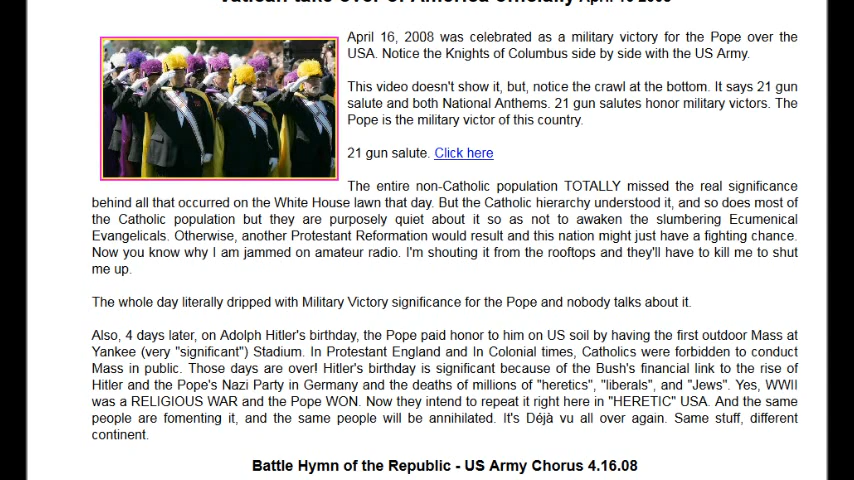 Vatican take over of America officially April 16 2008
April 16, 2008 was celebrated as a military victory for the Pope over the
USA. Notice the Knights of Columbus side by side with the US Army.
This video doesn't show it, but, notice the crawl at the bottom. It says 21 gun
salute and both National Anthems. 21 gun salutes honor military victors. The
Pope is the military victor of this country.
21 gun salute. Click here
The entire non-Catholic population TOTALLY missed the real significance
behind all that occurred on the White House lawn that day. But the Catholic hierarchy understood it, and so does most of
the Catholic population but they are purposely quiet about it so as not to awaken the slumbering Ecumenical
Evangelicals. Otherwise, another Protestant Reformation would result and this nation might just have a fighting chance.
Now you know why I am jammed on amateur radio. I'm shouting it from the rooftops and they'll have to kill me to shut
me up.
The whole day literally dripped with Military Victory significance for the Pope and nobody talks about it.
Also, 4 days later, on Adolph Hitler's birthday, the Pope paid honor to him on US soil by having the first outdoor Mass at
Yankee (very "significant") Stadium. In Protestant England and In Colonial times, Catholics were forbidden to conduct
Mass in public. Those days are over! Hitler's birthday is significant because of the Bush's financial link to the rise of
Hitler and the Pope's Nazi Party in Germany and the deaths of millions of "heretics", "liberals", and "Jews". Yes, WWII
was a RELIGIOUS WAR and the Pope WON. Now they intend to repeat it right here in "HERETIC" USA. And the same
people are fomenting it, and the same people will be annihilated. It's Déjà vu all over again. Same stuff, different
continent.
Battle Hymn of the Republic - US Army Chorus 4.16.08